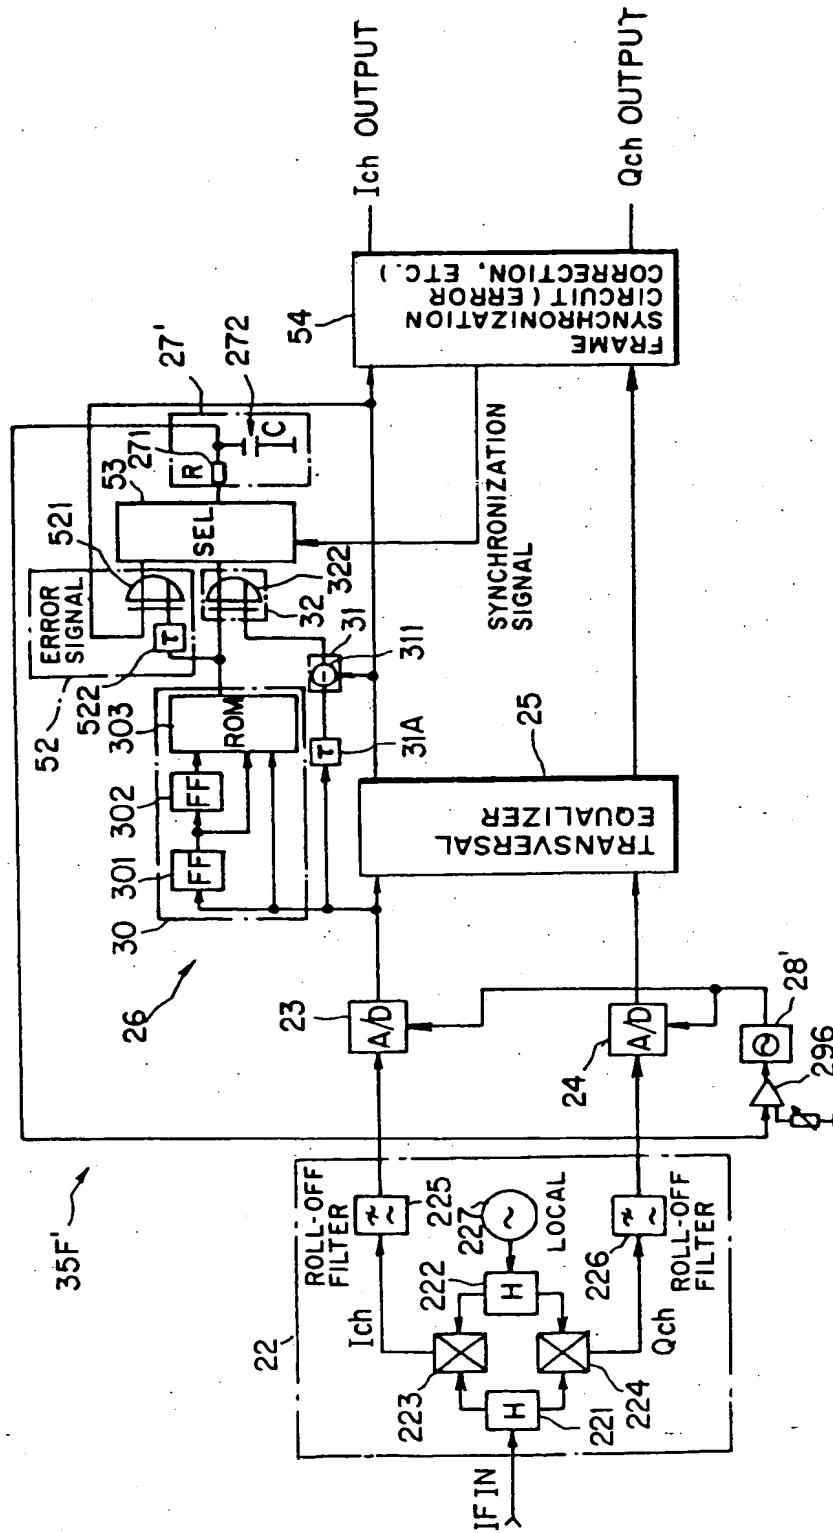 35F'
26
22
IF IN
H
221
223
224
H
222
227
~
LOCAL
Ich
Qch
ROLL-OFF
FILTER
225
226
ROLL-OFF
FILTER
A/D
23
A/D
24
28'
296
30
301
FF
302
FF
303
ROM
52
ERROR
SIGNAL
522
τ
521
31A
τ
31
311
32
322
53
SEL
27'
271
R
272
C
TRANSVERSAL
EQUALIZER
25
SYNCHRONIZATION
SIGNAL
54
FRAME
SYNCHRONIZATION
CIRCUIT (ERROR
CORRECTION, ETC.)
Ich OUTPUT
Qch OUTPUT